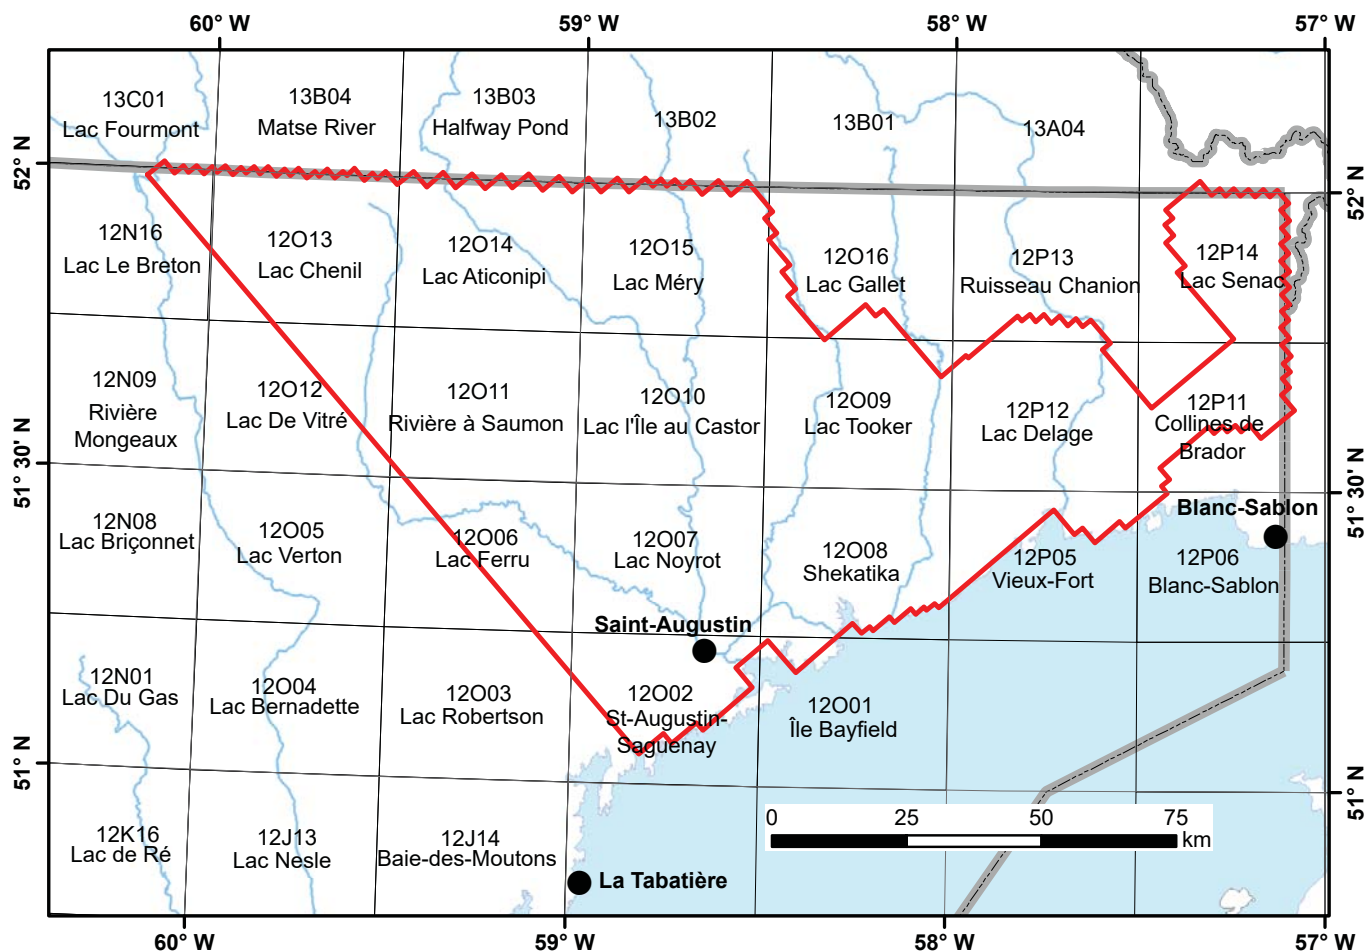 60° W
59° W
58° W
57° W
13C01
Lac Fourmont
13B04
Matse River
13B03
Halfway Pond
13B02
13B01
13A04
52° N
52° N
12N16
Lac Le Breton
12O13
Lac Chenil
12O14
Lac Aticonipi
12O15
Lac Méry
12O16
Lac Gallet
12P13
Ruisseau Chanion
12P14
Lac Senac
12N09
Rivière
Mongeaux
12O12
Lac De Vitré
12O11
Rivière à Saumon
12O10
Lac l'Île au Castor
12O09
Lac Tooker
12P12
Lac Delage
12P11
Collines de
Brador
51° 30' N
51° 30' N
12N08
Lac Briçonnet
12O05
Lac Verton
12O06
Lac Ferru
12O07
Lac Noyrot
12O08
Shekatika
12P05
Vieux-Fort
Blanc-Sablon
12P06
Blanc-Sablon
Saint-Augustin
12N01
Lac Du Gas
12O04
Lac Bernadette
12O03
Lac Robertson
12O02
St-Augustin-
Saguenay
12O01
Île Bayfield
51° N
51° N
12K16
Lac de Ré
12J13
Lac Nesle
12J14
Baie-des-Moutons
La Tabatière
0 25 50 75
km
60° W
59° W
58° W
57° W